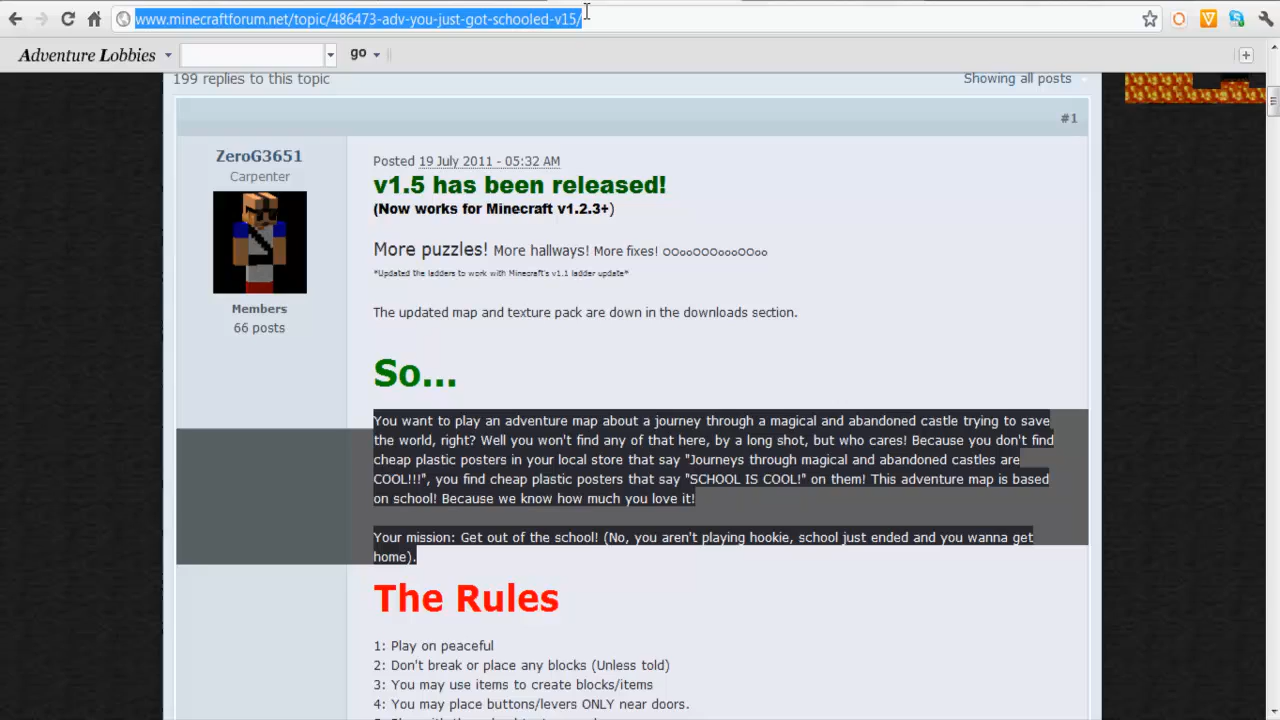 www.minecraftforum.net/topic/486473-adv-you-just-got-schooled-v15/
Adventure Lobbies
go
199 replies to this topic
Showing all posts
#1
ZeroG3651
Carpenter
Members
66 posts
Posted 19 July 2011 - 05:32 AM
v1.5 has been released!
(Now works for Minecraft v1.2.3+)
More puzzles! More hallways! More fixes! OOooOOOoooOOoo
*Updated the ladders to work with Minecraft's v1.1 ladder update*
The updated map and texture pack are down in the downloads section.
So...
You want to play an adventure map about a journey through a magical and abandoned castle trying to save
the world, right? Well you won't find any of that here, by a long shot, but who cares! Because you don't find
cheap plastic posters in your local store that say "Journeys through magical and abandoned castles are
COOL!!!", you find cheap plastic posters that say "SCHOOL IS COOL!" on them! This adventure map is based
on school! Because we know how much you love it!
Your mission: Get out of the school! (No, you aren't playing hookie, school just ended and you wanna get
home).
The Rules
1: Play on peaceful
2: Don't break or place any blocks (Unless told)
3: You may use items to create blocks/items
4: You may place buttons/levers ONLY near doors.